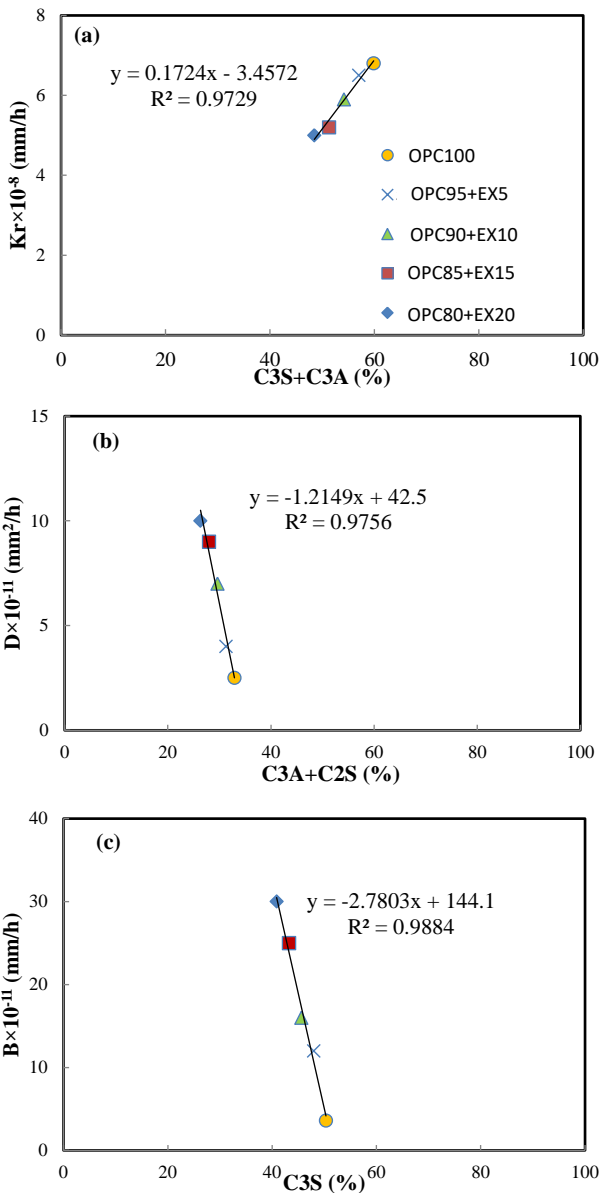 (a)
y = 0.1724x - 3.4572
R² = 0.9729
8
6
4
2
0
Kr×10⁻⁸ (mm/h)
OPC100
OPC95+EX5
OPC90+EX10
OPC85+EX15
OPC80+EX20
0 20 40 60 80 100
C3S+C3A (%)
(b)
y = -1.2149x + 42.5
R² = 0.9756
15
10
5
0
D×10⁻¹¹ (mm²/h)
0 20 40 60 80 100
C3A+C2S (%)
(c)
y = -2.7803x + 144.1
R² = 0.9884
40
30
20
10
0
B×10⁻¹¹ (mm/h)
0 20 40 60 80 100
C3S (%)